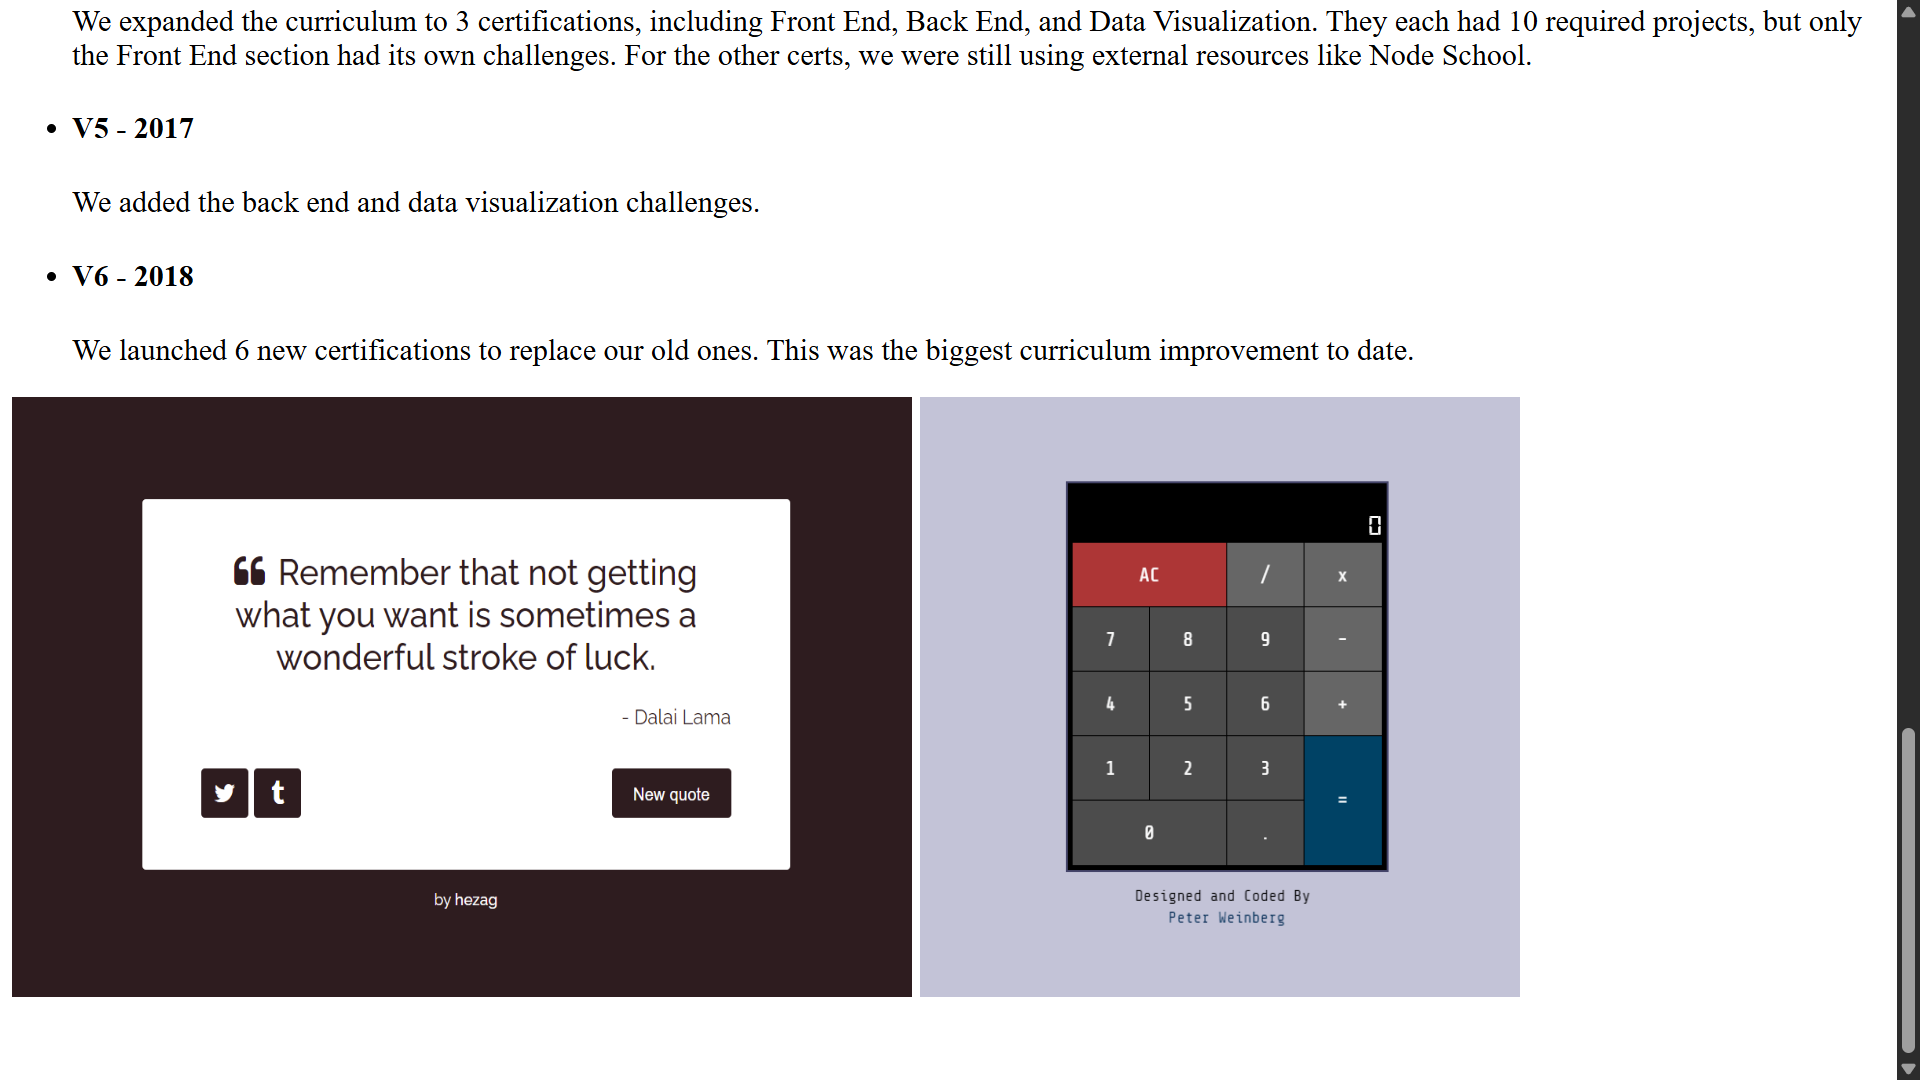 We expanded the curriculum to 3 certifications, including Front End, Back End, and Data Visualization. They each had 10 required projects, but only
the Front End section had its own challenges. For the other certs, we were still using external resources like Node School.
• V5 - 2017
We added the back end and data visualization challenges.
• V6 - 2018
We launched 6 new certifications to replace our old ones. This was the biggest curriculum improvement to date.
“ Remember that not getting
what you want is sometimes a
wonderful stroke of luck.
- Dalai Lama
t
New quote
by hezag
0
AC / x
7 8 9 -
4 5 6 +
1 2 3
=
0 .
Designed and Coded By
Peter Weinberg